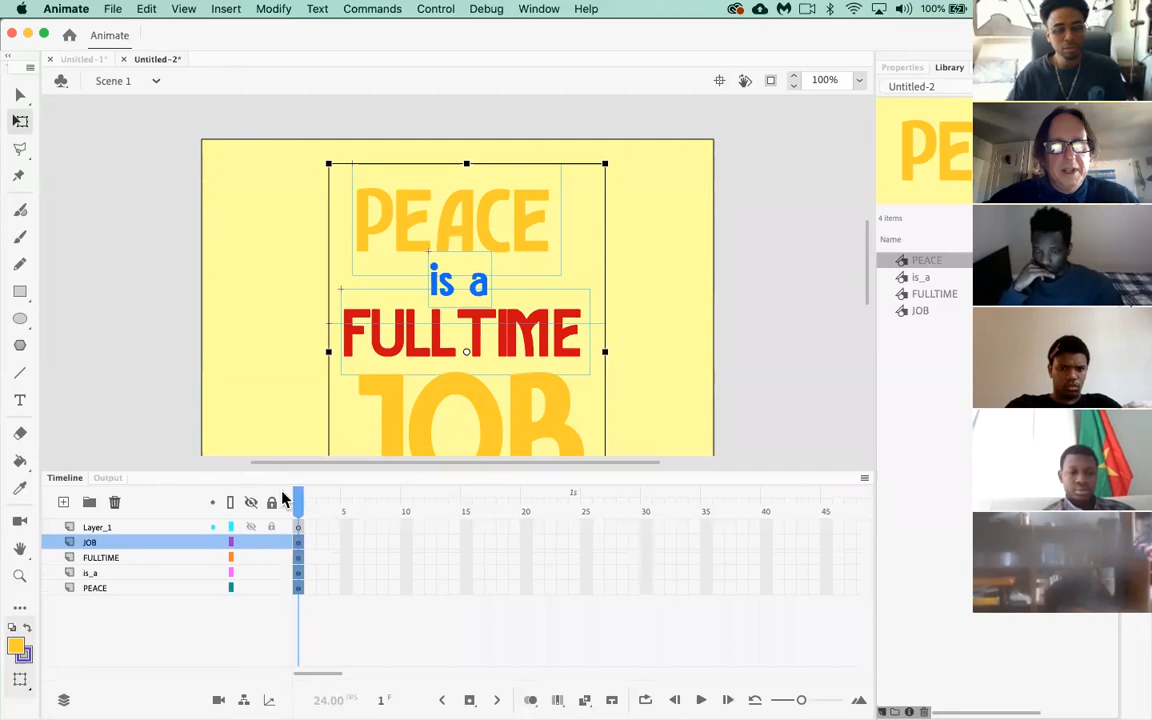 Animate File Edit View Insert Modify Text Commands Control Debug Window Help 100%
Animate
Untitled-1* Untitled-2*
Properties Library
Scene 1 100%
Untitled-2
PEACE
is a
FULLTIME
JOB
PE
4 items
Name
PEACE
is_a
FULLTIME
JOB
Timeline Output
1s
5 10 15 20 25 30 35 40 45
Layer_1
JOB
FULLTIME
is_a
PEACE
24.00 FPS 1 F